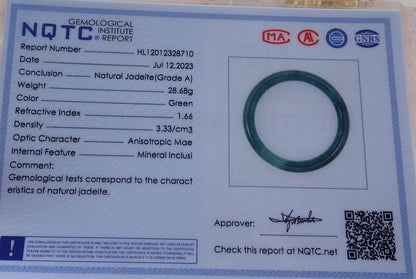 NQTC
GEMOLOGICAL
INSTITUTE
REPORT
MA
AL
GNRS
Report Number HL12012328710
Date Jul 12,2023
Conclusion Natural Jadeite(Grade A)
Weight 28.68g
Color Green
Refractive Index 1.66
Density 3.33/cm3
Optic Character Anisotropic Mae
Internal Feature Mineral Inclusi
Comment:
Gemological tests correspond to the charact
eristics of natural jadeite.
Approver:
Check this report at NQTC.net
!